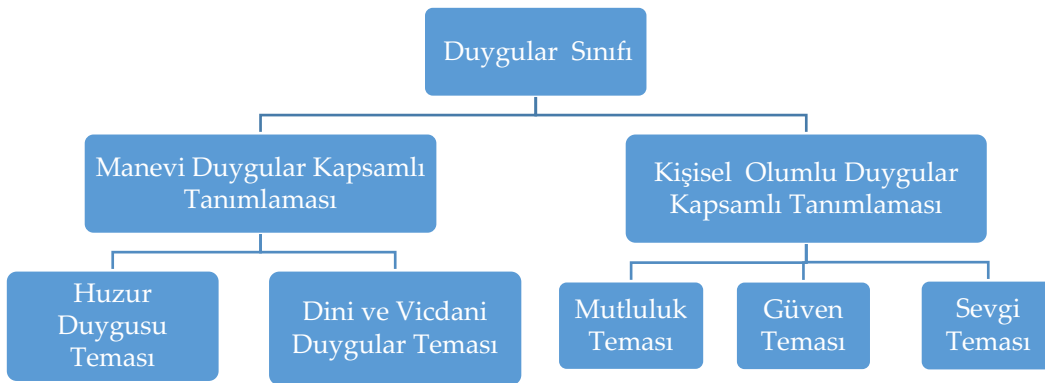 Duygular Sınıfı
Manevi Duygular Kapsamlı
Tanımlaması
Kişisel Olumlu Duygular
Kapsamlı Tanımlaması
Huzur
Duygusu
Teması
Dini ve Vicdani
Duygular Teması
Mutluluk
Teması
Güven
Teması
Sevgi
Teması